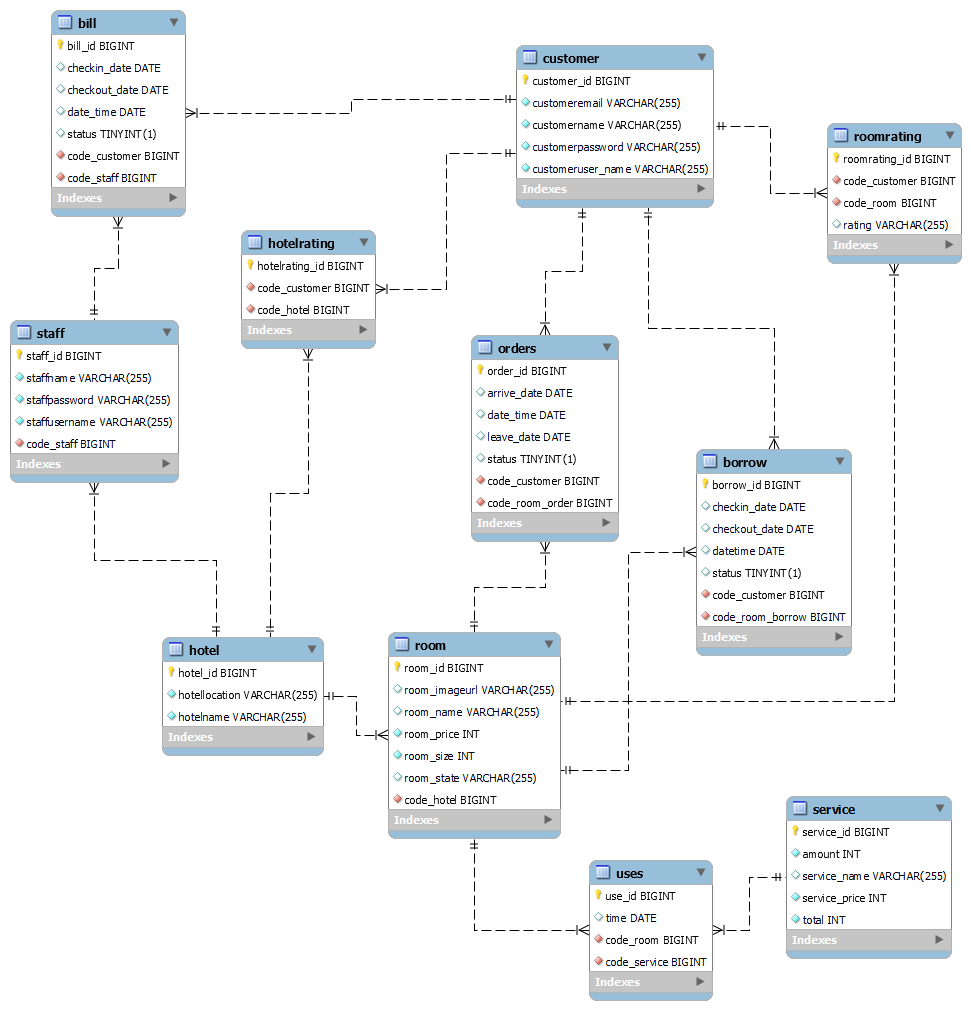 bill
bill_id BIGINT
checkin_date DATE
checkout_date DATE
date_time DATE
status TINYINT(1)
code_customer BIGINT
code_staff BIGINT
Indexes
customer
customer_id BIGINT
customeremail VARCHAR(255)
customername VARCHAR(255)
customerpassword VARCHAR(255)
customeruser_name VARCHAR(255)
Indexes
roomrating
roomrating_id BIGINT
code_customer BIGINT
code_room BIGINT
rating VARCHAR(255)
Indexes
hotelrating
hotelrating_id BIGINT
code_customer BIGINT
code_hotel BIGINT
Indexes
staff
staff_id BIGINT
staffname VARCHAR(255)
staffpassword VARCHAR(255)
staffusername VARCHAR(255)
code_staff BIGINT
Indexes
orders
order_id BIGINT
arrive_date DATE
date_time DATE
leave_date DATE
status TINYINT(1)
code_customer BIGINT
code_room_order BIGINT
Indexes
borrow
borrow_id BIGINT
checkin_date DATE
checkout_date DATE
datetime DATE
status TINYINT(1)
code_customer BIGINT
code_room_borrow BIGINT
Indexes
hotel
hotel_id BIGINT
hotellocation VARCHAR(255)
hotelname VARCHAR(255)
Indexes
room
room_id BIGINT
room_imageurl VARCHAR(255)
room_name VARCHAR(255)
room_price INT
room_size INT
room_state VARCHAR(255)
code_hotel BIGINT
Indexes
service
service_id BIGINT
amount INT
service_name VARCHAR(255)
service_price INT
total INT
Indexes
uses
use_id BIGINT
time DATE
code_room BIGINT
code_service BIGINT
Indexes